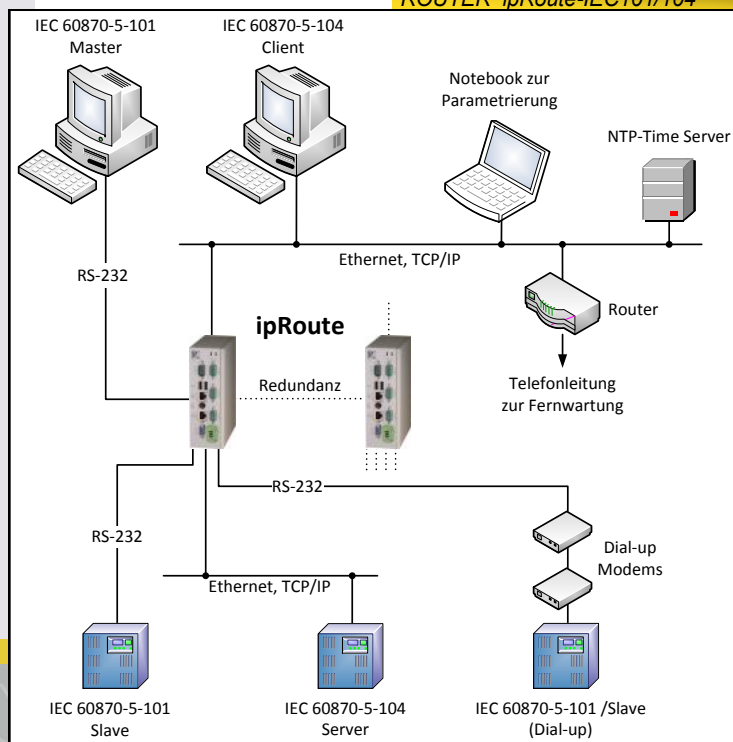 ROUTER ipRoute-IEC101/104
IEC 60870-5-101
Master
IEC 60870-5-104
Client
Notebook zur
Parametrierung
NTP-Time Server
Ethernet, TCP/IP
RS-232
Router
ipRoute
Redundanz
Telefonleitung
zur Fernwartung
RS-232
RS-232
Dial-up
Modems
Ethernet, TCP/IP
IEC 60870-5-101
Slave
IEC 60870-5-104
Server
IEC 60870-5-101 /Slave
(Dial-up)